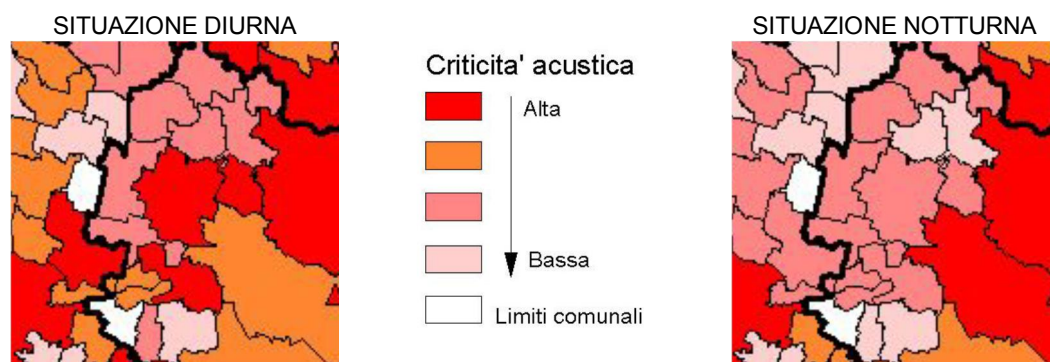 SITUAZIONE DIURNA
SITUAZIONE NOTTURNA
Criticita' acustica
Alta
Bassa
Limiti comunali